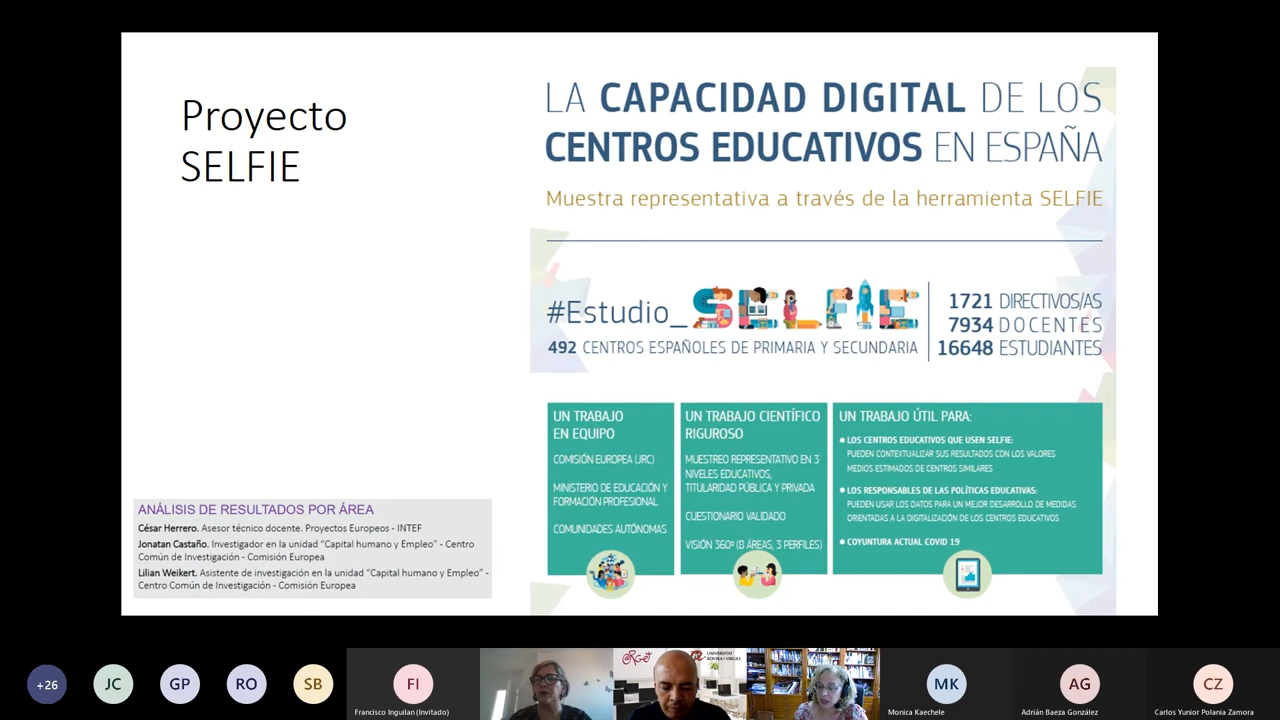 Proyecto
SELFIE
LA CAPACIDAD DIGITAL DE LOS
CENTROS EDUCATIVOS EN ESPAÑA
Muestra representativa a través de la herramienta SELFIE
#Estudio_SELFIE
492 CENTROS ESPAÑOLES DE PRIMARIA Y SECUNDARIA
1721 DIRECTIVOS/AS
7934 DOCENTES
16648 ESTUDIANTES
UN TRABAJO
EN EQUIPO
COMISIÓN EUROPEA (JRC)
MINISTERIO DE EDUCACIÓN Y
FORMACIÓN PROFESIONAL
COMUNIDADES AUTÓNOMAS
UN TRABAJO CIENTÍFICO
RIGUROSO
MUESTREO REPRESENTATIVO EN 3
NIVELES EDUCATIVOS,
TITULARIDAD PÚBLICA Y PRIVADA
CUESTIONARIO VALIDADO
VISIÓN 360º (8 ÁREAS, 3 PERFILES)
UN TRABAJO ÚTIL PARA:
● LOS CENTROS EDUCATIVOS QUE USEN SELFIE:
PUEDEN CONTEXTUALIZAR SUS RESULTADOS CON LOS VALORES
MEDIOS ESTIMADOS DE CENTROS SIMILARES
● LOS RESPONSABLES DE LAS POLÍTICAS EDUCATIVAS:
PUEDEN USAR LOS DATOS PARA UN MEJOR DESARROLLO DE MEDIDAS
ORIENTADAS A LA DIGITALIZACIÓN DE LOS CENTROS EDUCATIVOS
● COYUNTURA ACTUAL COVID 19
ANÁLISIS DE RESULTADOS POR ÁREA
César Herrero. Asesor técnico docente. Proyectos Europeos - INTEF
Jonatan Castaño. Investigador en la unidad “Capital humano y Empleo” - Centro
Común de Investigación - Comisión Europea
Lilian Weikert. Asistente de investigación en la unidad “Capital humano y Empleo” -
Centro Común de Investigación - Comisión Europea
+26
JC
GP
RO
SB
FI
Francisco Inguilan (Invitado)
ARGET
UNIVERSITAT
ROVIRA I VIRGILI
MK
Monica Kaechele
AG
Adrián Baeza González
CZ
Carlos Yunior Polania Zamora